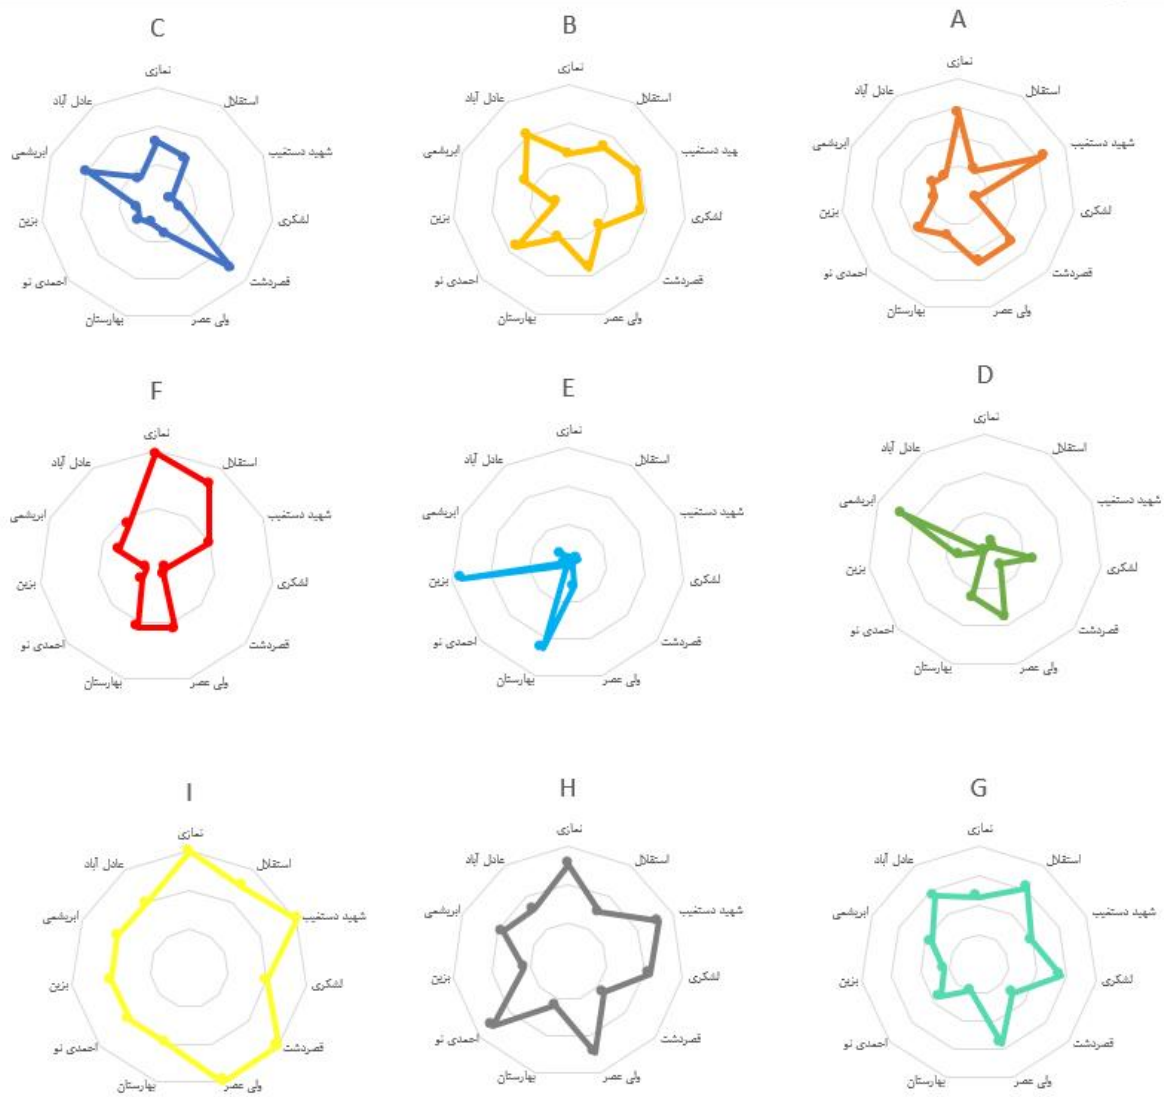 A
نمازی
استقلال
شهید دستغیب
لشکری
قصردشت
ولی عصر
بهارستان
احمدی نو
بزین
ابریشمی
عادل آباد
B
نمازی
استقلال
هید دستغیب
لشکری
قصردشت
ولی عصر
بهارستان
احمدی نو
بزین
ابریشمی
عادل آباد
C
نمازی
استقلال
شهید دستغیب
لشکری
قصردشت
ولی عصر
بهارستان
احمدی نو
بزین
ابریشمی
عادل آباد
D
نمازی
استقلال
شهید دستغیب
لشکری
قصردشت
ولی عصر
بهارستان
احمدی نو
بزین
ابریشمی
عادل آباد
E
نمازی
استقلال
شهید دستغیب
لشکری
قصردشت
ولی عصر
بهارستان
احمدی نو
بزین
ابریشمی
عادل آباد
F
نمازی
استقلال
شهید دستغیب
لشکری
قصردشت
ولی عصر
بهارستان
احمدی نو
بزین
ابریشمی
عادل آباد
G
نمازی
استقلال
شهید دستغیب
لشکری
قصردشت
ولی عصر
بهارستان
احمدی نو
بزین
ابریشمی
عادل آباد
H
نمازی
استقلال
شهید دستغیب
لشکری
قصردشت
ولی عصر
بهارستان
احمدی نو
بزین
ابریشمی
عادل آباد
I
نمازی
استقلال
شهید دستغیب
لشکری
قصردشت
ولی عصر
بهارستان
احمدی نو
بزین
ابریشمی
عادل آباد